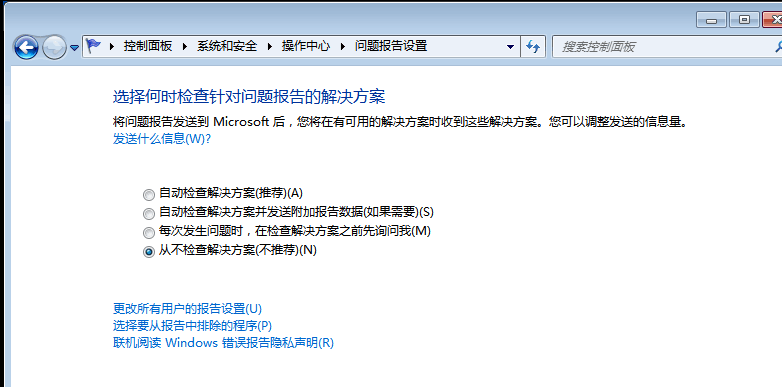 控制面板 系统和安全 操作中心 问题报告设置 搜索控制面板
选择何时检查针对问题报告的解决方案
将问题报告发送到 Microsoft 后，您将在有可用的解决方案时收到这些解决方案。您可以调整发送的信息量。
发送什么信息(W)?
自动检查解决方案(推荐)(A)
自动检查解决方案并发送附加报告数据(如果需要)(S)
每次发生问题时，在检查解决方案之前先询问我(M)
从不检查解决方案(不推荐)(N)
更改所有用户的报告设置(U)
选择要从报告中排除的程序(P)
联机阅读 Windows 错误报告隐私声明(R)